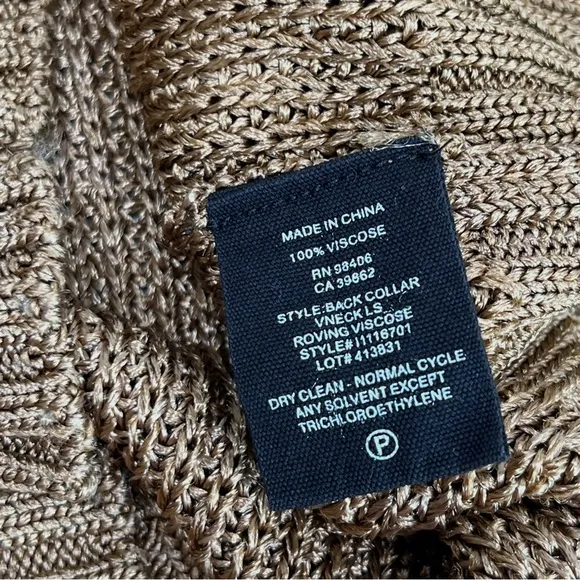 MADE IN CHINA
100% VISCOSE
RN 98406
CA 39862
STYLE:BACK COLLAR
VNECK LS
ROVING VISCOSE
STYLE# I1116701
LOT# 413831
DRY CLEAN - NORMAL CYCLE
ANY SOLVENT EXCEPT
TRICHLOROETHYLENE
P